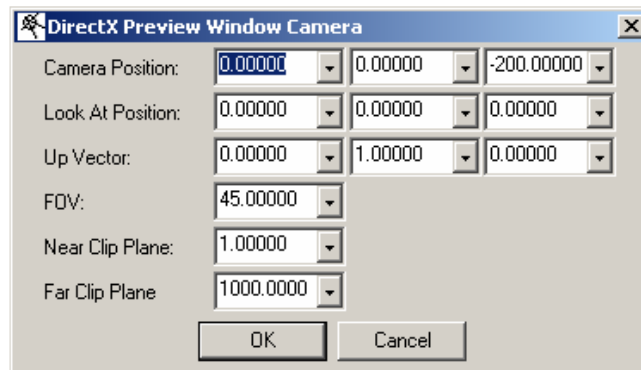 DirectX Preview Window Camera
Camera Position: 0.00000 0.00000 -200.00000
Look At Position: 0.00000 0.00000 0.00000
Up Vector: 0.00000 1.00000 0.00000
FOV: 45.00000
Near Clip Plane: 1.00000
Far Clip Plane 1000.0000
OK Cancel